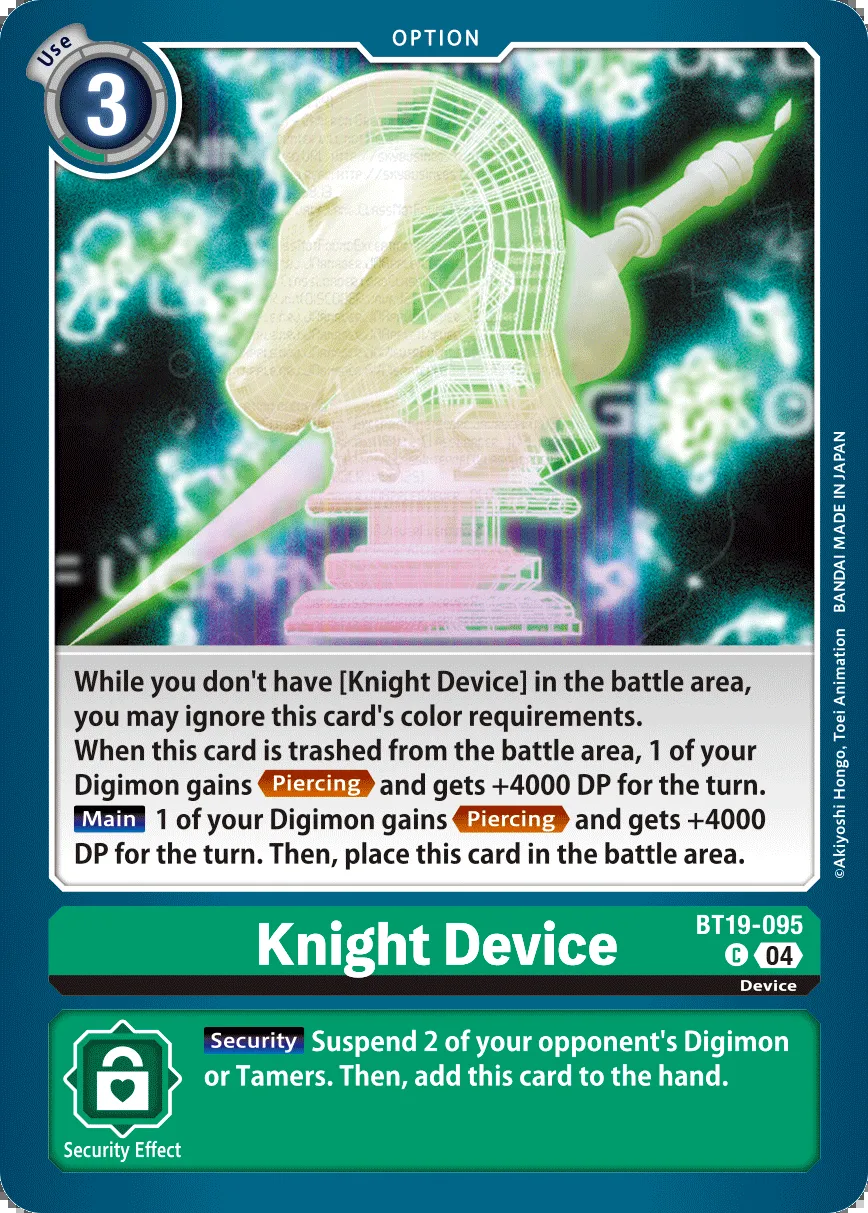 OPTION
Use
3
While you don't have [Knight Device] in the battle area,
you may ignore this card's color requirements.
When this card is trashed from the battle area, 1 of your
Digimon gains Piercing and gets +4000 DP for the turn.
Main 1 of your Digimon gains Piercing and gets +4000
DP for the turn. Then, place this card in the battle area.
©Akiyoshi Hongo, Toei Animation BANDAI MADE IN JAPAN
Knight Device
BT19-095
C 04
Device
Security Suspend 2 of your opponent's Digimon
or Tamers. Then, add this card to the hand.
Security Effect